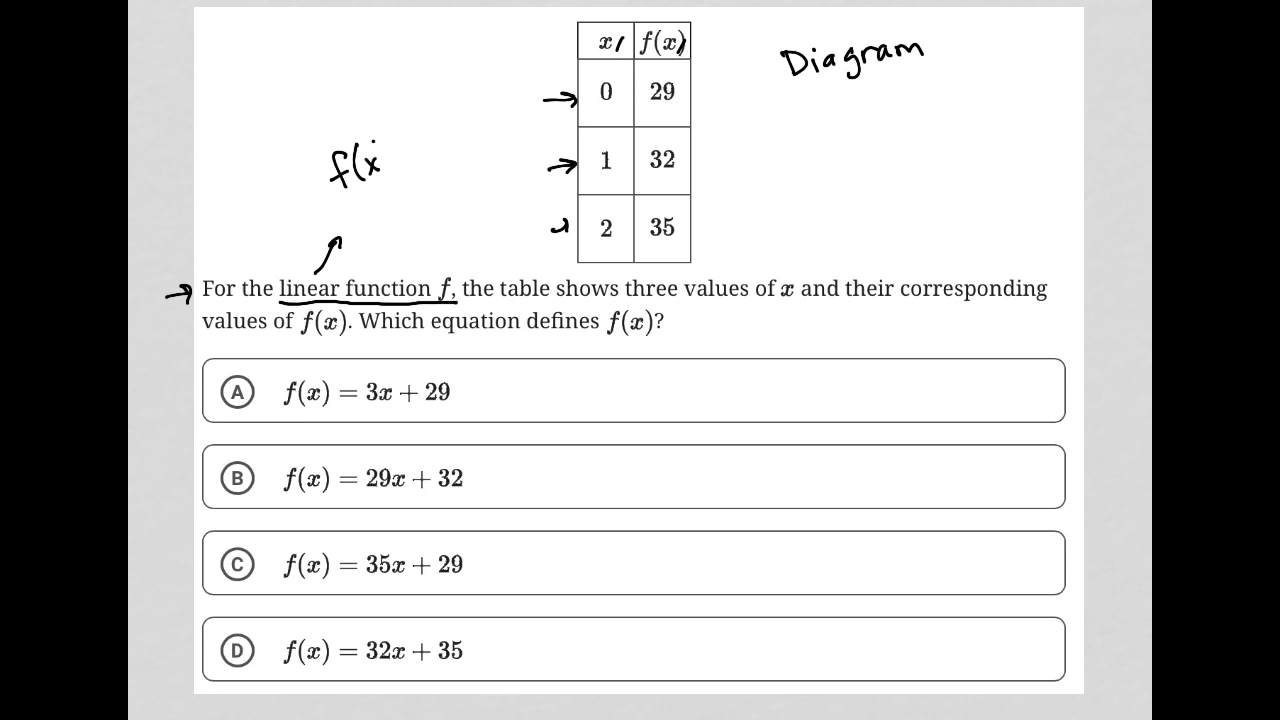 x f(x)
Diagram
0 29
f(x
1 32
2 35
For the linear function f, the table shows three values of x and their corresponding
values of f(x). Which equation defines f(x)?
A f(x) = 3x + 29
B f(x) = 29x + 32
C f(x) = 35x + 29
D f(x) = 32x + 35